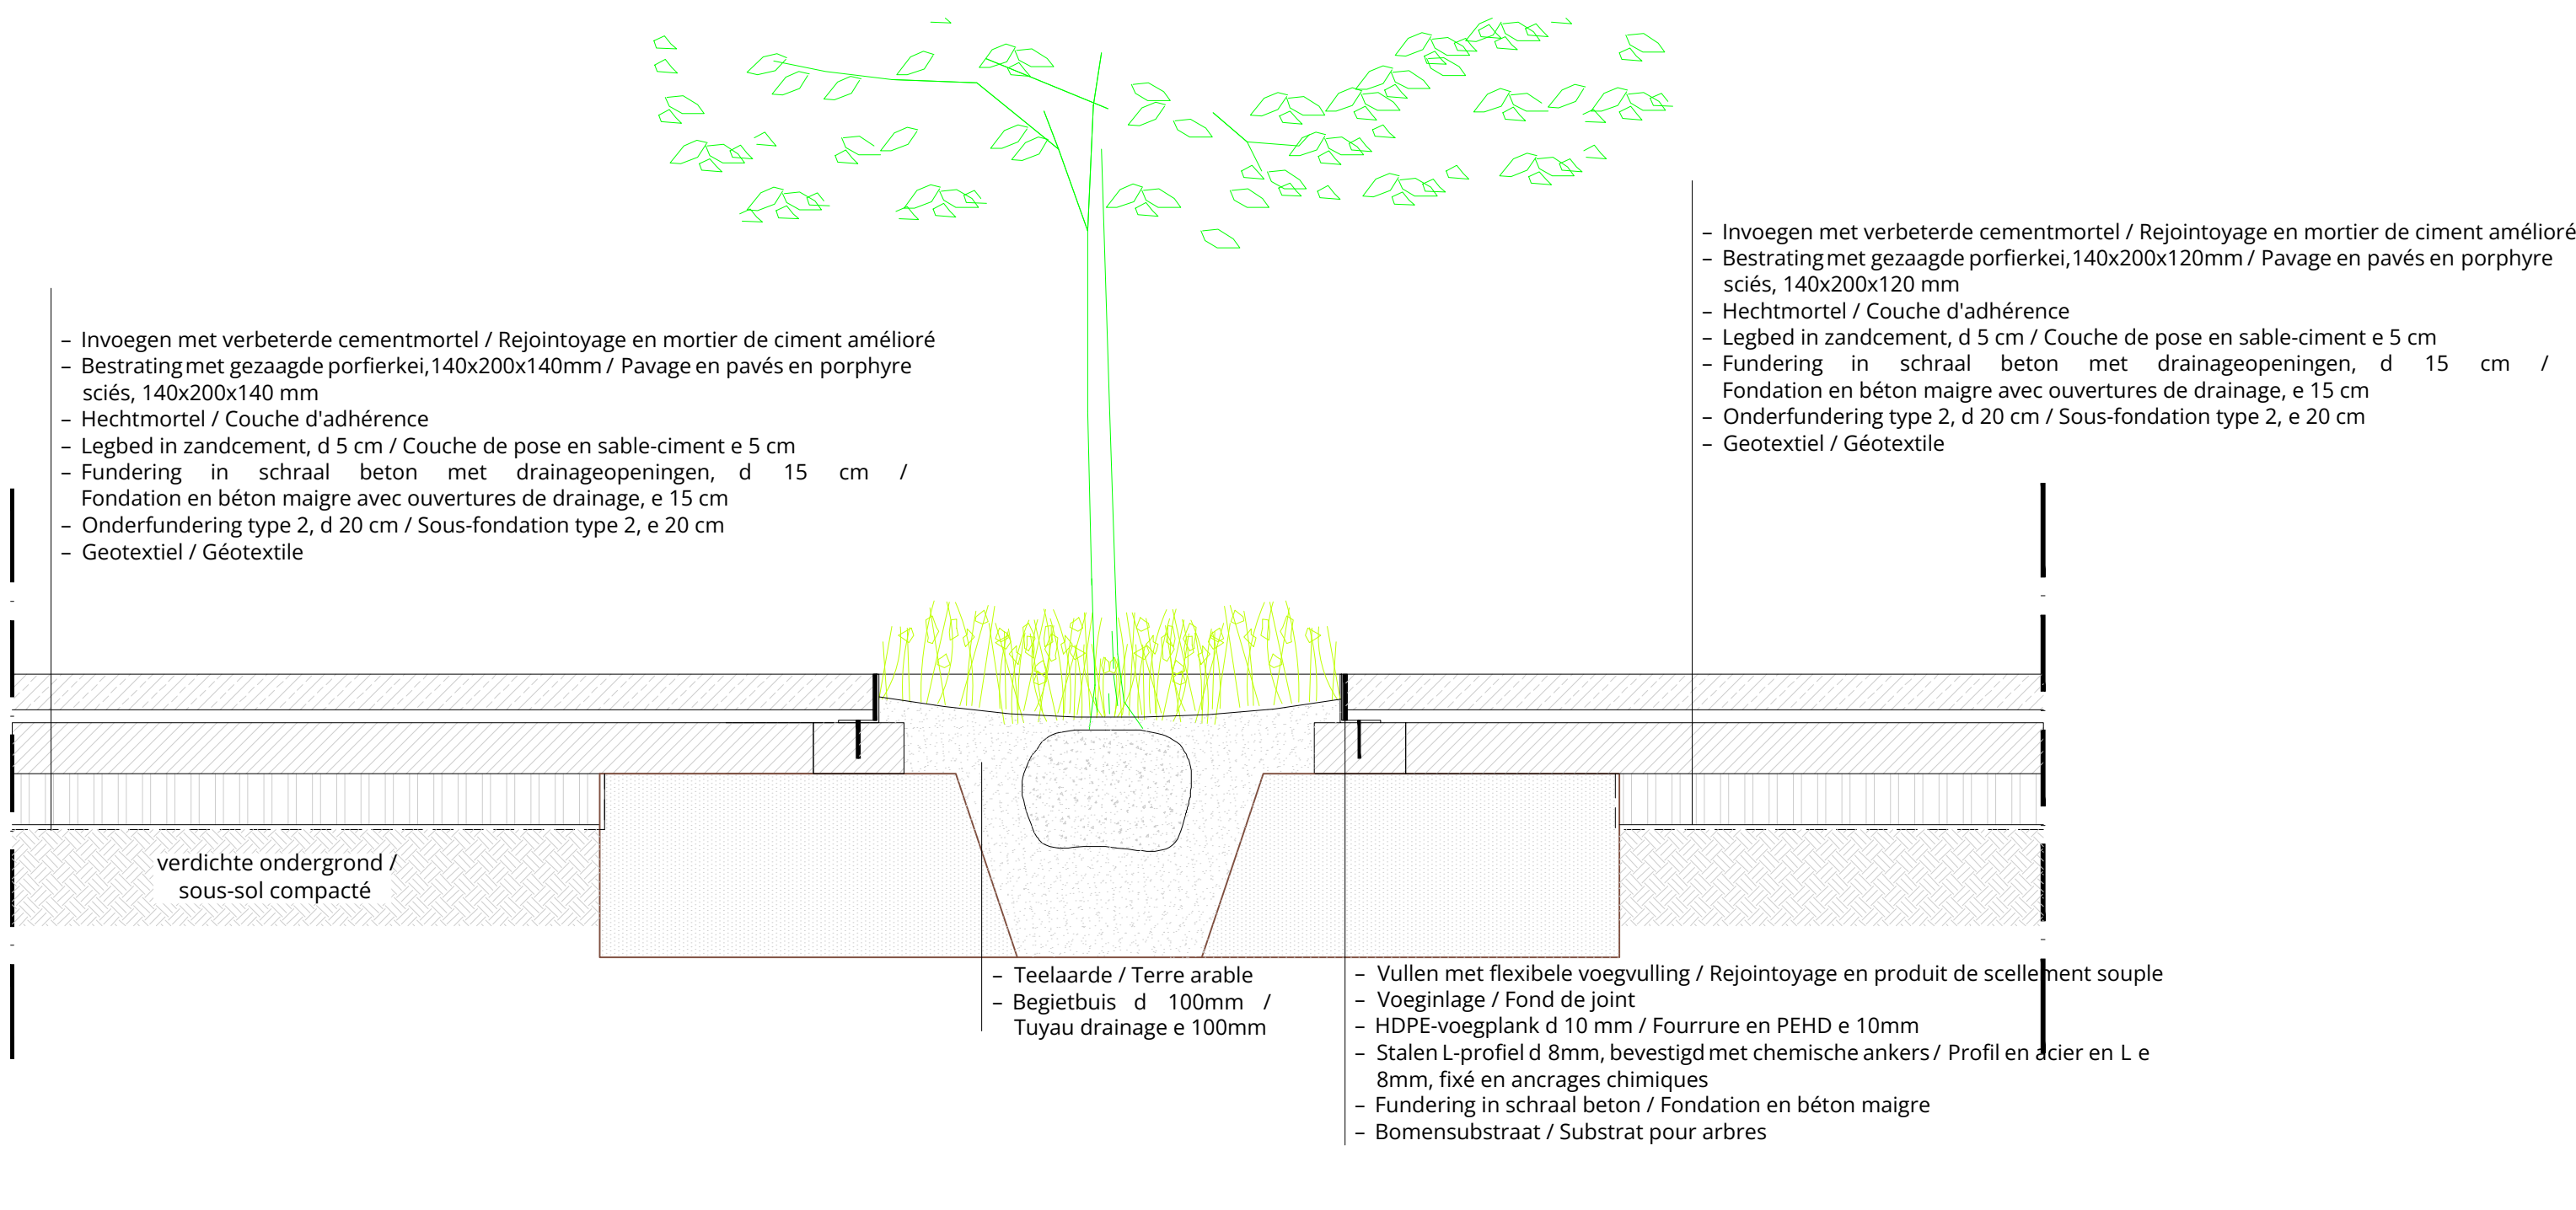 – Invoegen met verbeterde cementmortel / Rejointoyage en mortier de ciment amélioré
– Bestrating met gezaagde porfierkei,140x200x140mm / Pavage en pavés en porphyre
sciés, 140x200x140 mm
– Hechtmortel / Couche d'adhérence
– Legbed in zandcement, d 5 cm / Couche de pose en sable-ciment e 5 cm
– Fundering in schraal beton met drainageopeningen, d 15 cm /
Fondation en béton maigre avec ouvertures de drainage, e 15 cm
– Onderfundering type 2, d 20 cm / Sous-fondation type 2, e 20 cm
– Geotextiel / Géotextile
– Invoegen met verbeterde cementmortel / Rejointoyage en mortier de ciment amélioré
– Bestrating met gezaagde porfierkei,140x200x120mm / Pavage en pavés en porphyre
sciés, 140x200x120 mm
– Hechtmortel / Couche d'adhérence
– Legbed in zandcement, d 5 cm / Couche de pose en sable-ciment e 5 cm
– Fundering in schraal beton met drainageopeningen, d 15 cm /
Fondation en béton maigre avec ouvertures de drainage, e 15 cm
– Onderfundering type 2, d 20 cm / Sous-fondation type 2, e 20 cm
– Geotextiel / Géotextile
verdichte ondergrond /
sous-sol compacté
– Teelaarde / Terre arable
– Begietbuis d 100mm /
Tuyau drainage e 100mm
– Vullen met flexibele voegvulling / Rejointoyage en produit de scellement souple
– Voeginlage / Fond de joint
– HDPE-voegplank d 10 mm / Fourrure en PEHD e 10mm
– Stalen L-profiel d 8mm, bevestigd met chemische ankers / Profil en acier en L e
8mm, fixé en ancrages chimiques
– Fundering in schraal beton / Fondation en béton maigre
– Bomensubstraat / Substrat pour arbres